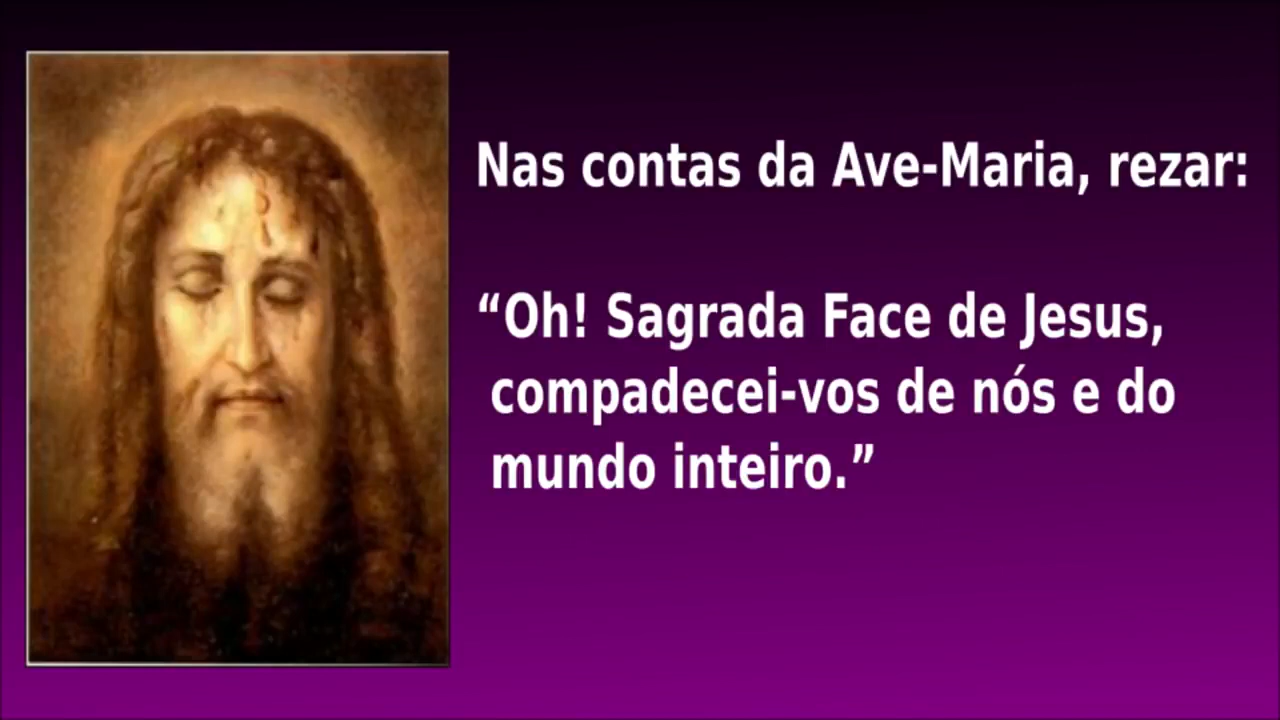 Nas contas da Ave-Maria, rezar:
“Oh! Sagrada Face de Jesus,
compadecei-vos de nós e do
mundo inteiro.”